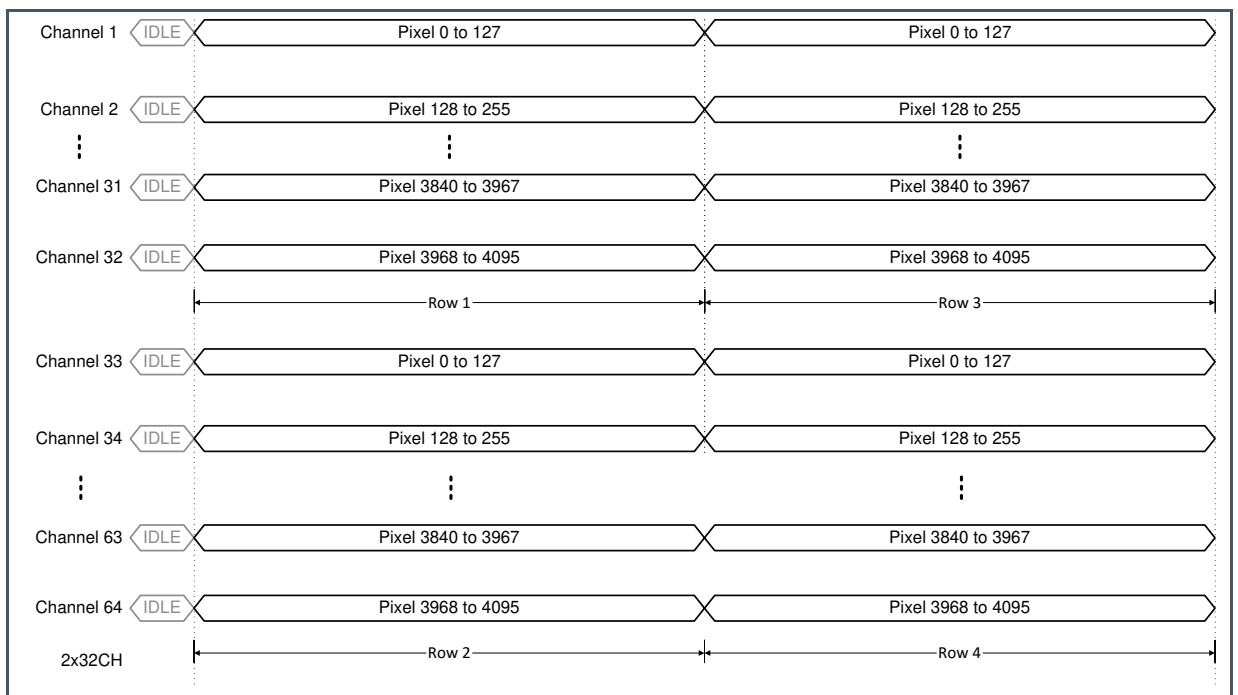 Channel 1 IDLE Pixel 0 to 127 Pixel 0 to 127
Channel 2 IDLE Pixel 128 to 255 Pixel 128 to 255
Channel 31 IDLE Pixel 3840 to 3967 Pixel 3840 to 3967
Channel 32 IDLE Pixel 3968 to 4095 Pixel 3968 to 4095
Row 1 Row 3
Channel 33 IDLE Pixel 0 to 127 Pixel 0 to 127
Channel 34 IDLE Pixel 128 to 255 Pixel 128 to 255
Channel 63 IDLE Pixel 3840 to 3967 Pixel 3840 to 3967
Channel 64 IDLE Pixel 3968 to 4095 Pixel 3968 to 4095
2x32CH Row 2 Row 4